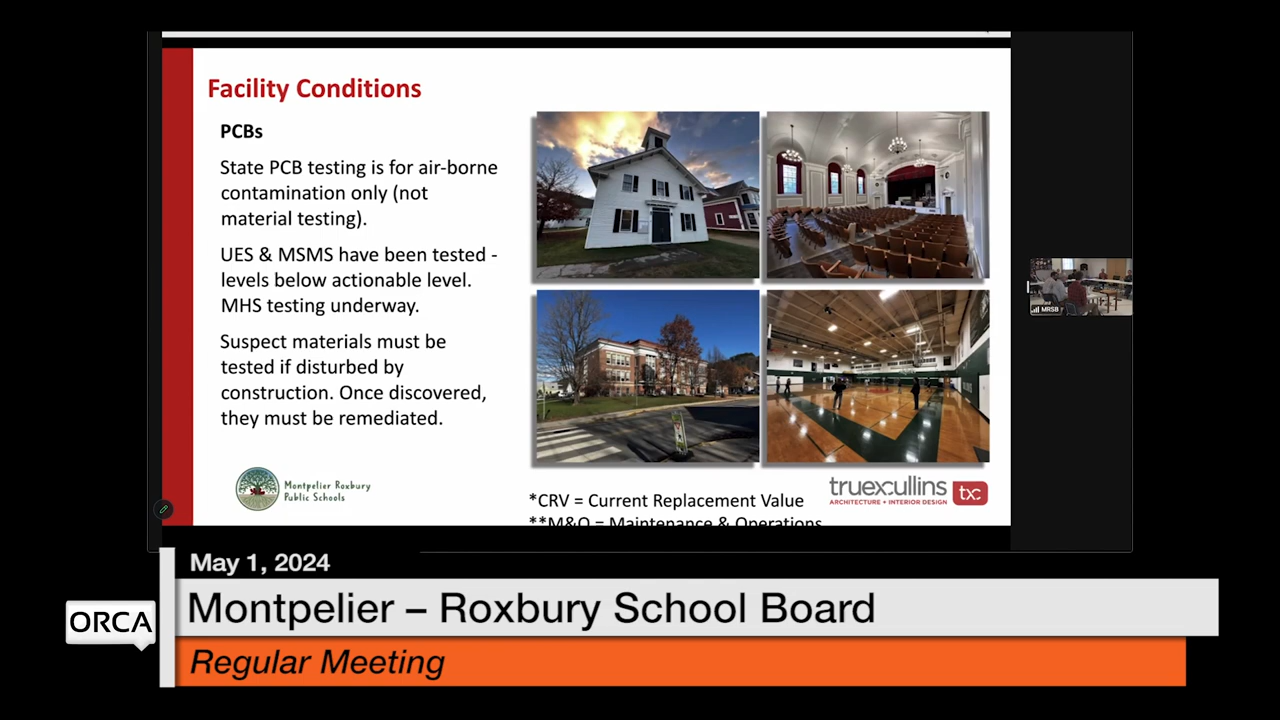 Facility Conditions
PCBs
State PCB testing is for air-borne
contamination only (not
material testing).
UES & MSMS have been tested -
levels below actionable level.
MHS testing underway.
Suspect materials must be
tested if disturbed by
construction. Once discovered,
they must be remediated.
Montpelier Roxbury
Public Schools
*CRV = Current Replacement Value
**M&O = Maintenance & Operations
truexcullins
ARCHITECTURE + INTERIOR DESIGN
tx
MRSB
May 1, 2024
ORCA
Montpelier – Roxbury School Board
Regular Meeting